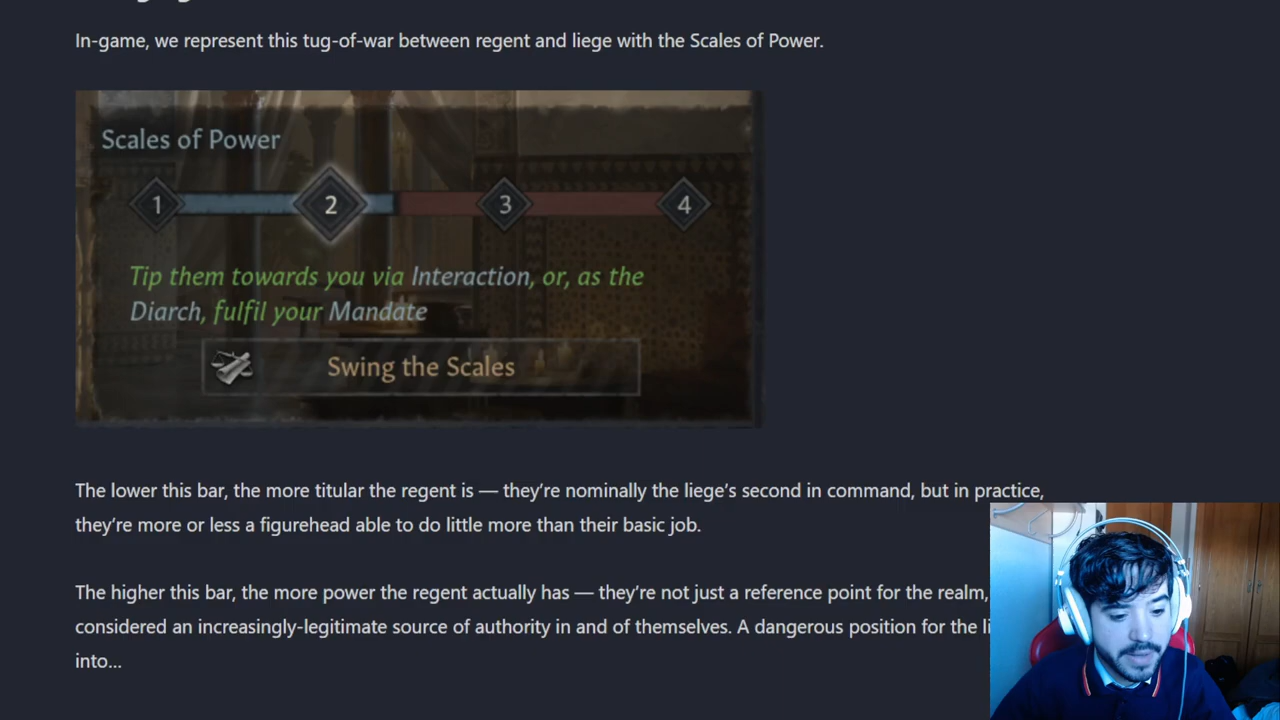 In-game, we represent this tug-of-war between regent and liege with the Scales of Power.
Scales of Power
1 2 3 4
Tip them towards you via Interaction, or, as the
Diarch, fulfil your Mandate
Swing the Scales
The lower this bar, the more titular the regent is — they’re nominally the liege’s second in command, but in practice,
they’re more or less a figurehead able to do little more than their basic job.
The higher this bar, the more power the regent actually has — they’re not just a reference point for the realm,
considered an increasingly-legitimate source of authority in and of themselves. A dangerous position for the
into...